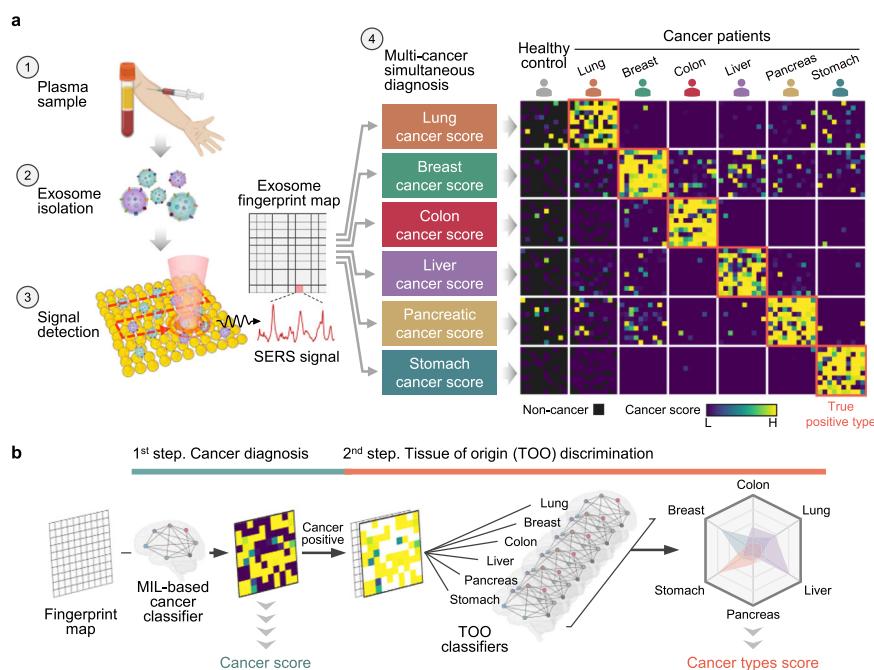 a
1
Plasma
sample
2
Exosome
isolation
3
Signal
detection
Exosome
fingerprint map
SERS signal
4
Multi-cancer
simultaneous
diagnosis
Lung
cancer score
Breast
cancer score
Colon
cancer score
Liver
cancer score
Pancreatic
cancer score
Stomach
cancer score
Healthy
control
Cancer patients
Lung
Breast
Colon
Liver
Pancreas
Stomach
Non-cancer
Cancer score
L
H
True
positive type
b
1st step. Cancer diagnosis
2nd step. Tissue of origin (TOO) discrimination
Fingerprint
map
MIL-based
cancer
classifier
Cancer
positive
Cancer score
Lung
Breast
Colon
Liver
Pancreas
Stomach
TOO
classifiers
Colon
Breast
Lung
Stomach
Liver
Pancreas
Cancer types score